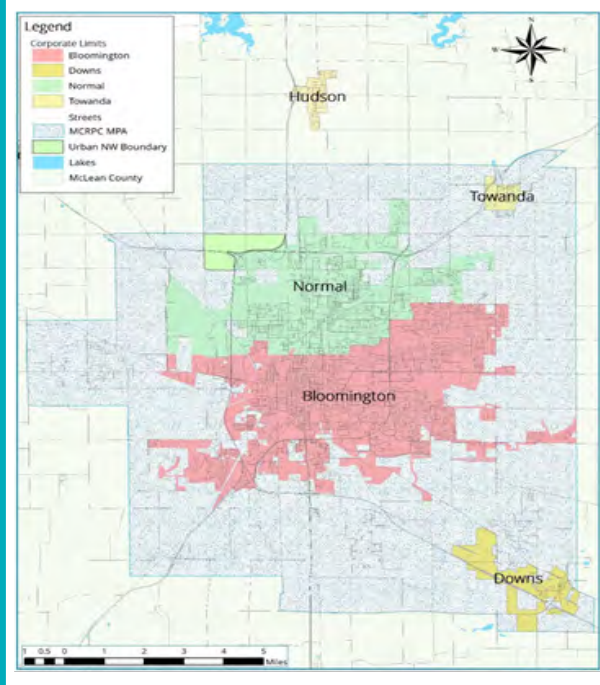 Legend
Corporate Limits
Bloomington
Downs
Normal
Towanda
Streets
MCRPC MPA
Urban NW Boundary
Lakes
McLean County
N
W E
S
Hudson
Towanda
Normal
Bloomington
Downs
1 0.5 0 1 2 3 4 5
Miles